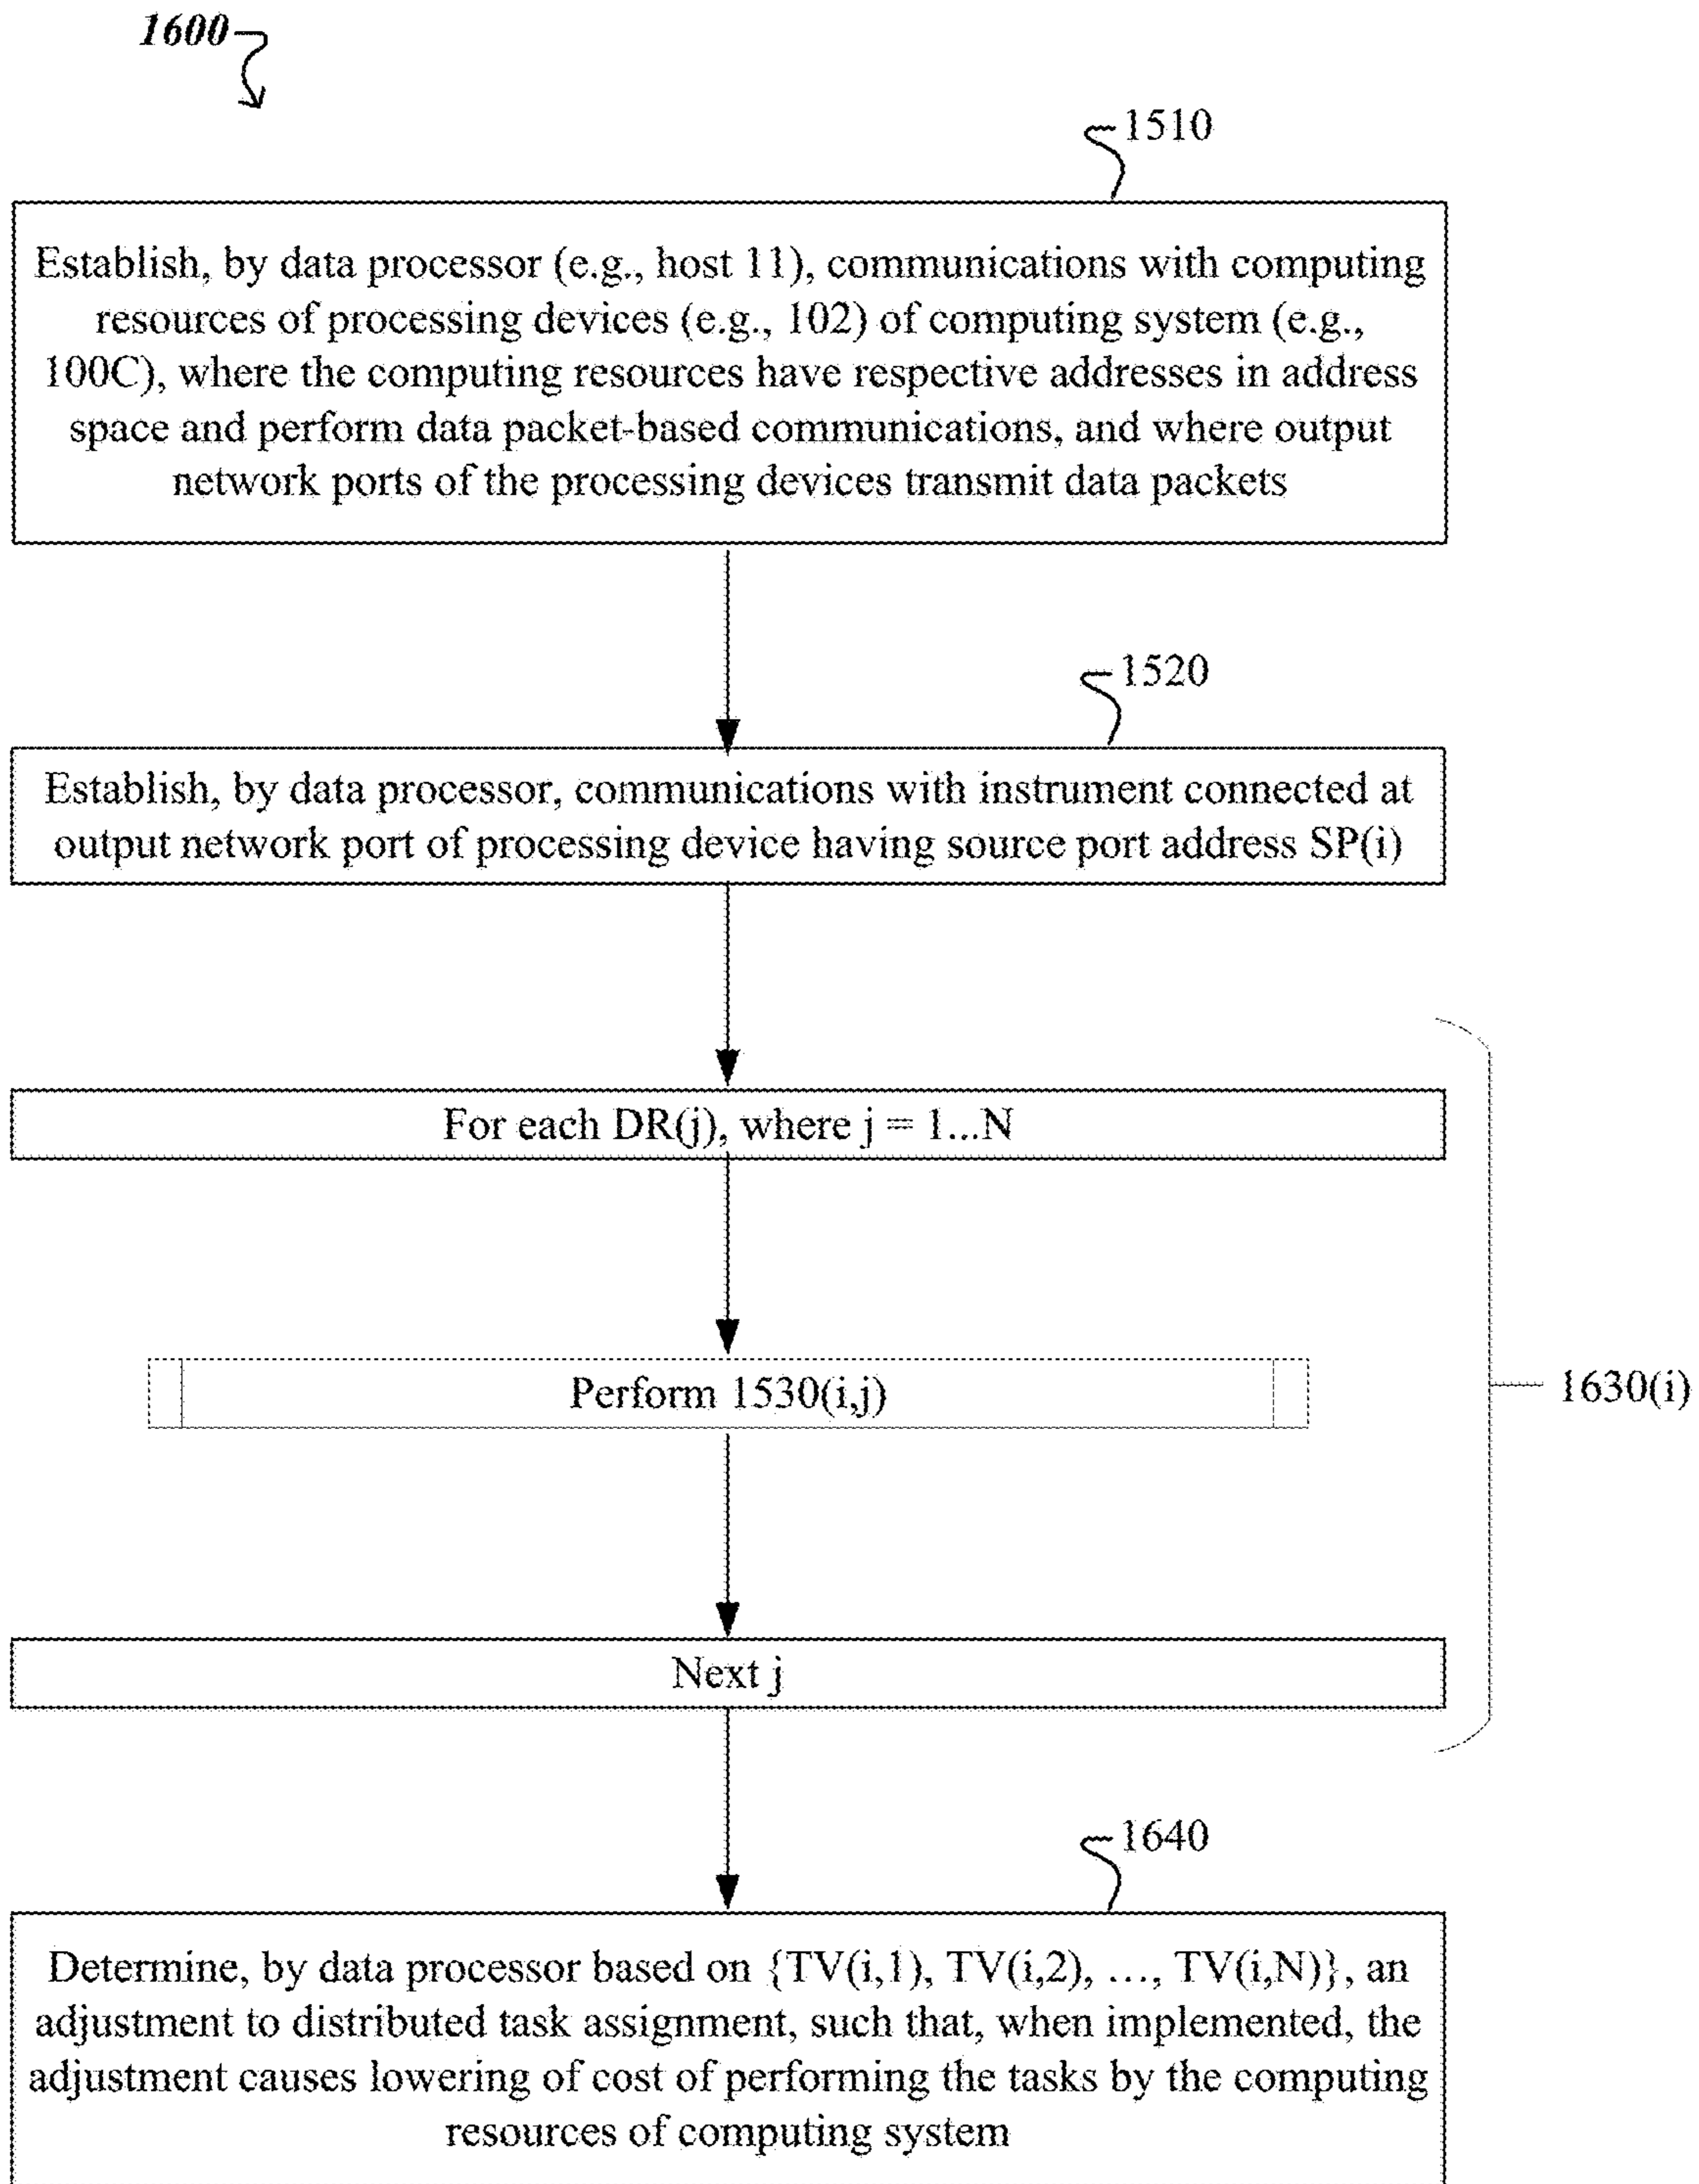 1600
1510
Establish, by data processor (e.g., host 11), communications with computing
resources of processing devices (e.g., 102) of computing system (e.g.,
100C), where the computing resources have respective addresses in address
space and perform data packet-based communications, and where output
network ports of the processing devices transmit data packets
1520
Establish, by data processor, communications with instrument connected at
output network port of processing device having source port address SP(i)
For each DR(j), where j = 1...N
Perform 1530(i,j)
1630(i)
Next j
1640
Determine, by data processor based on {TV(i,1), TV(i,2), ..., TV(i,N)}, an
adjustment to distributed task assignment, such that, when implemented, the
adjustment causes lowering of cost of performing the tasks by the computing
resources of computing system